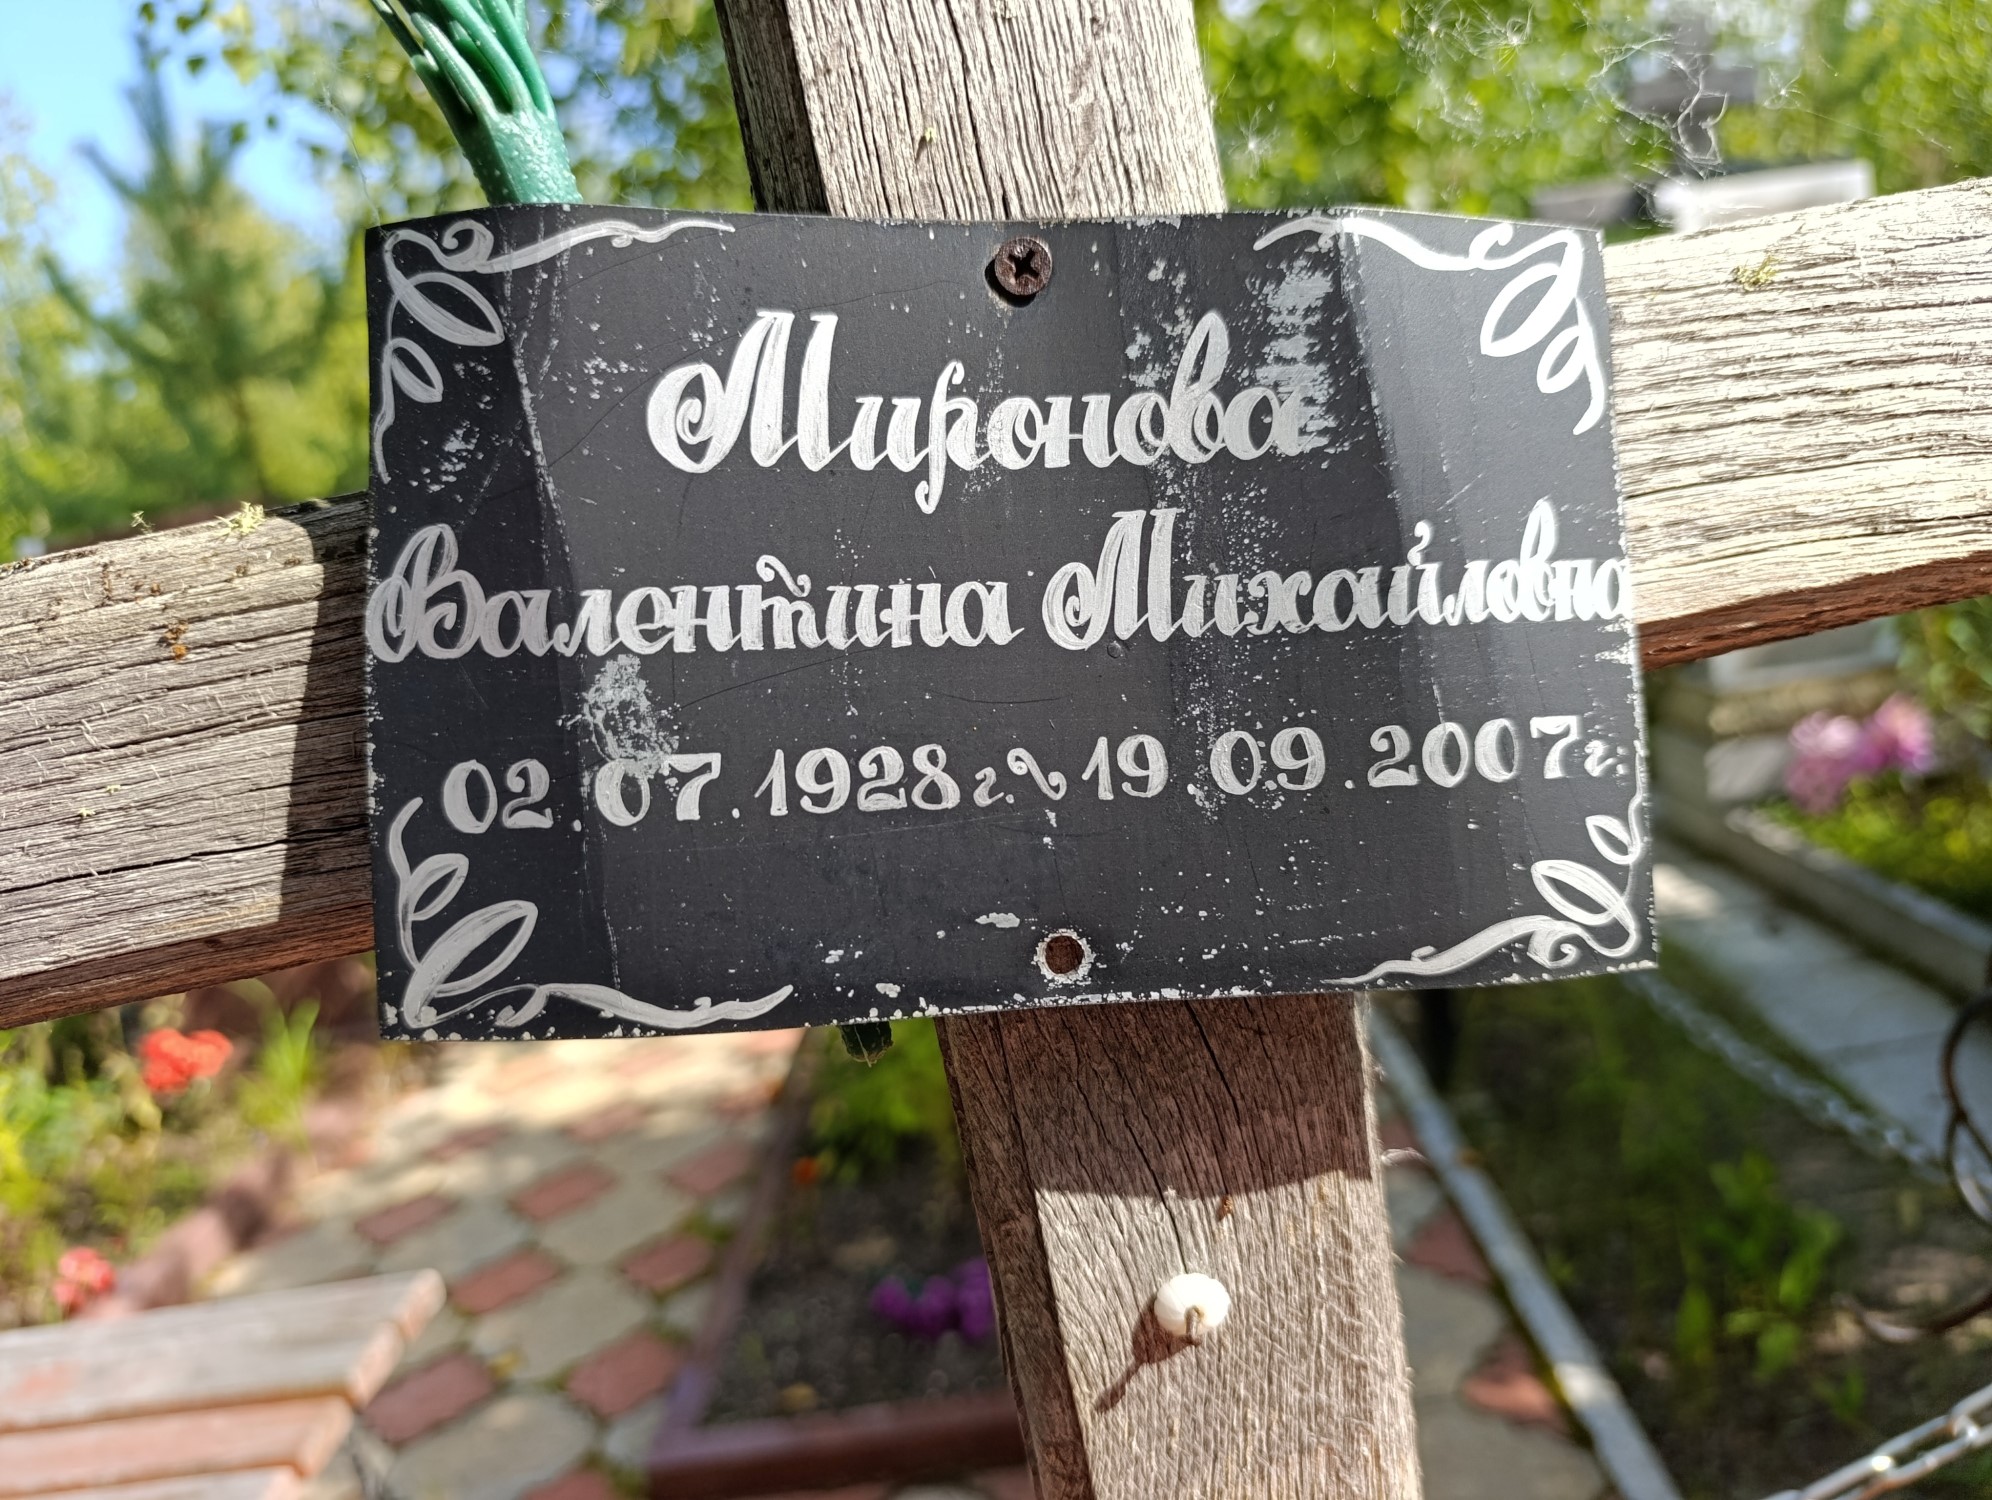 Миронова
Валентина Михайловна
02.07.1928г. ~ 19.09.2007г.